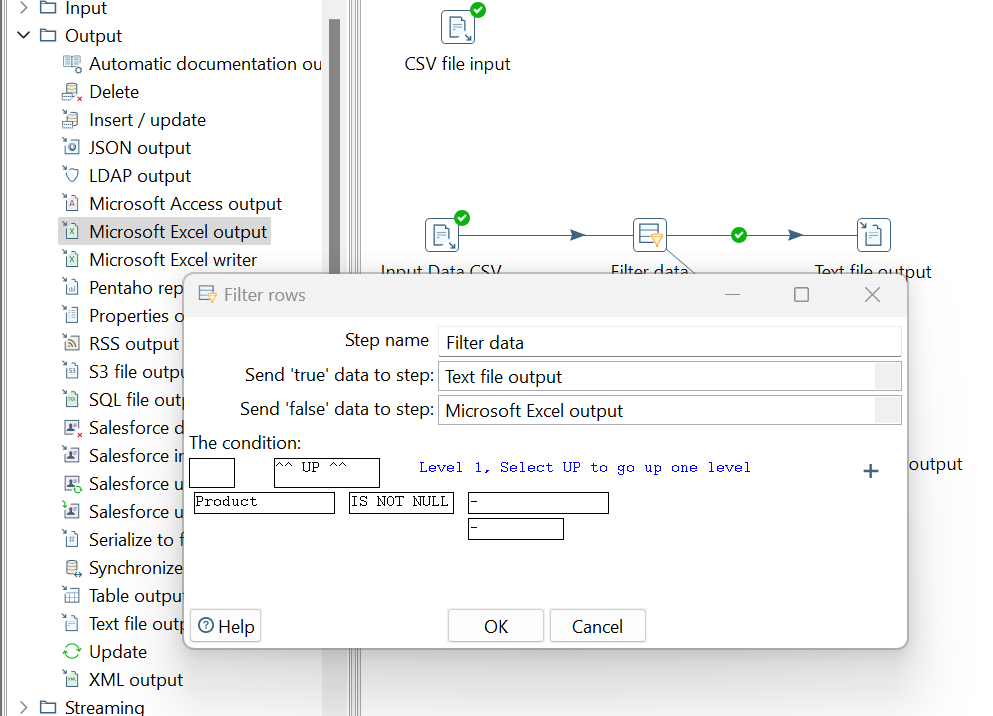 Input
Output
Automatic documentation ou
Delete
Insert / update
JSON output
LDAP output
Microsoft Access output
Microsoft Excel output
Microsoft Excel writer
Pentaho rep
Properties o
RSS output
S3 file outpu
SQL file out
Salesforce d
Salesforce in
Salesforce u
Salesforce u
Serialize to f
Synchronize
Table outpu
Text file outp
Update
XML output
Streaming
CSV file input
Input Data CSV
Filter data
Text file output
output
Filter rows
Step name Filter data
Send 'true' data to step: Text file output
Send 'false' data to step: Microsoft Excel output
The condition:
^^ UP ^^ Level 1, Select UP to go up one level +
Product IS NOT NULL -
-
Help OK Cancel